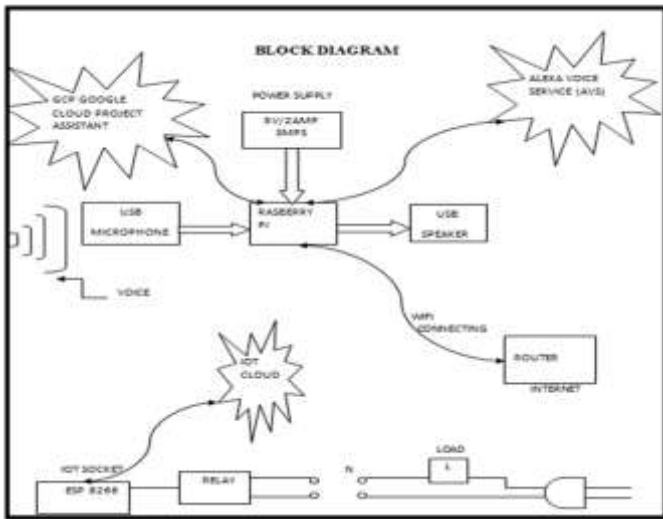 BLOCK DIAGRAM
GCP GOOGLE
CLOUD PROJECT
ASSISTANT
POWER SUPPLY
5V/2AMP
SMPS
ALEXA VOICE
SERVICE (AVS)
USB
MICROPHONE
RASBERRY
PI
USB
SPEAKER
VOICE
WIFI
CONNECTING
ROUTER
INTERNET
IOT
CLOUD
IOT SOCKET
ESP 8266
RELAY
N
LOAD
L